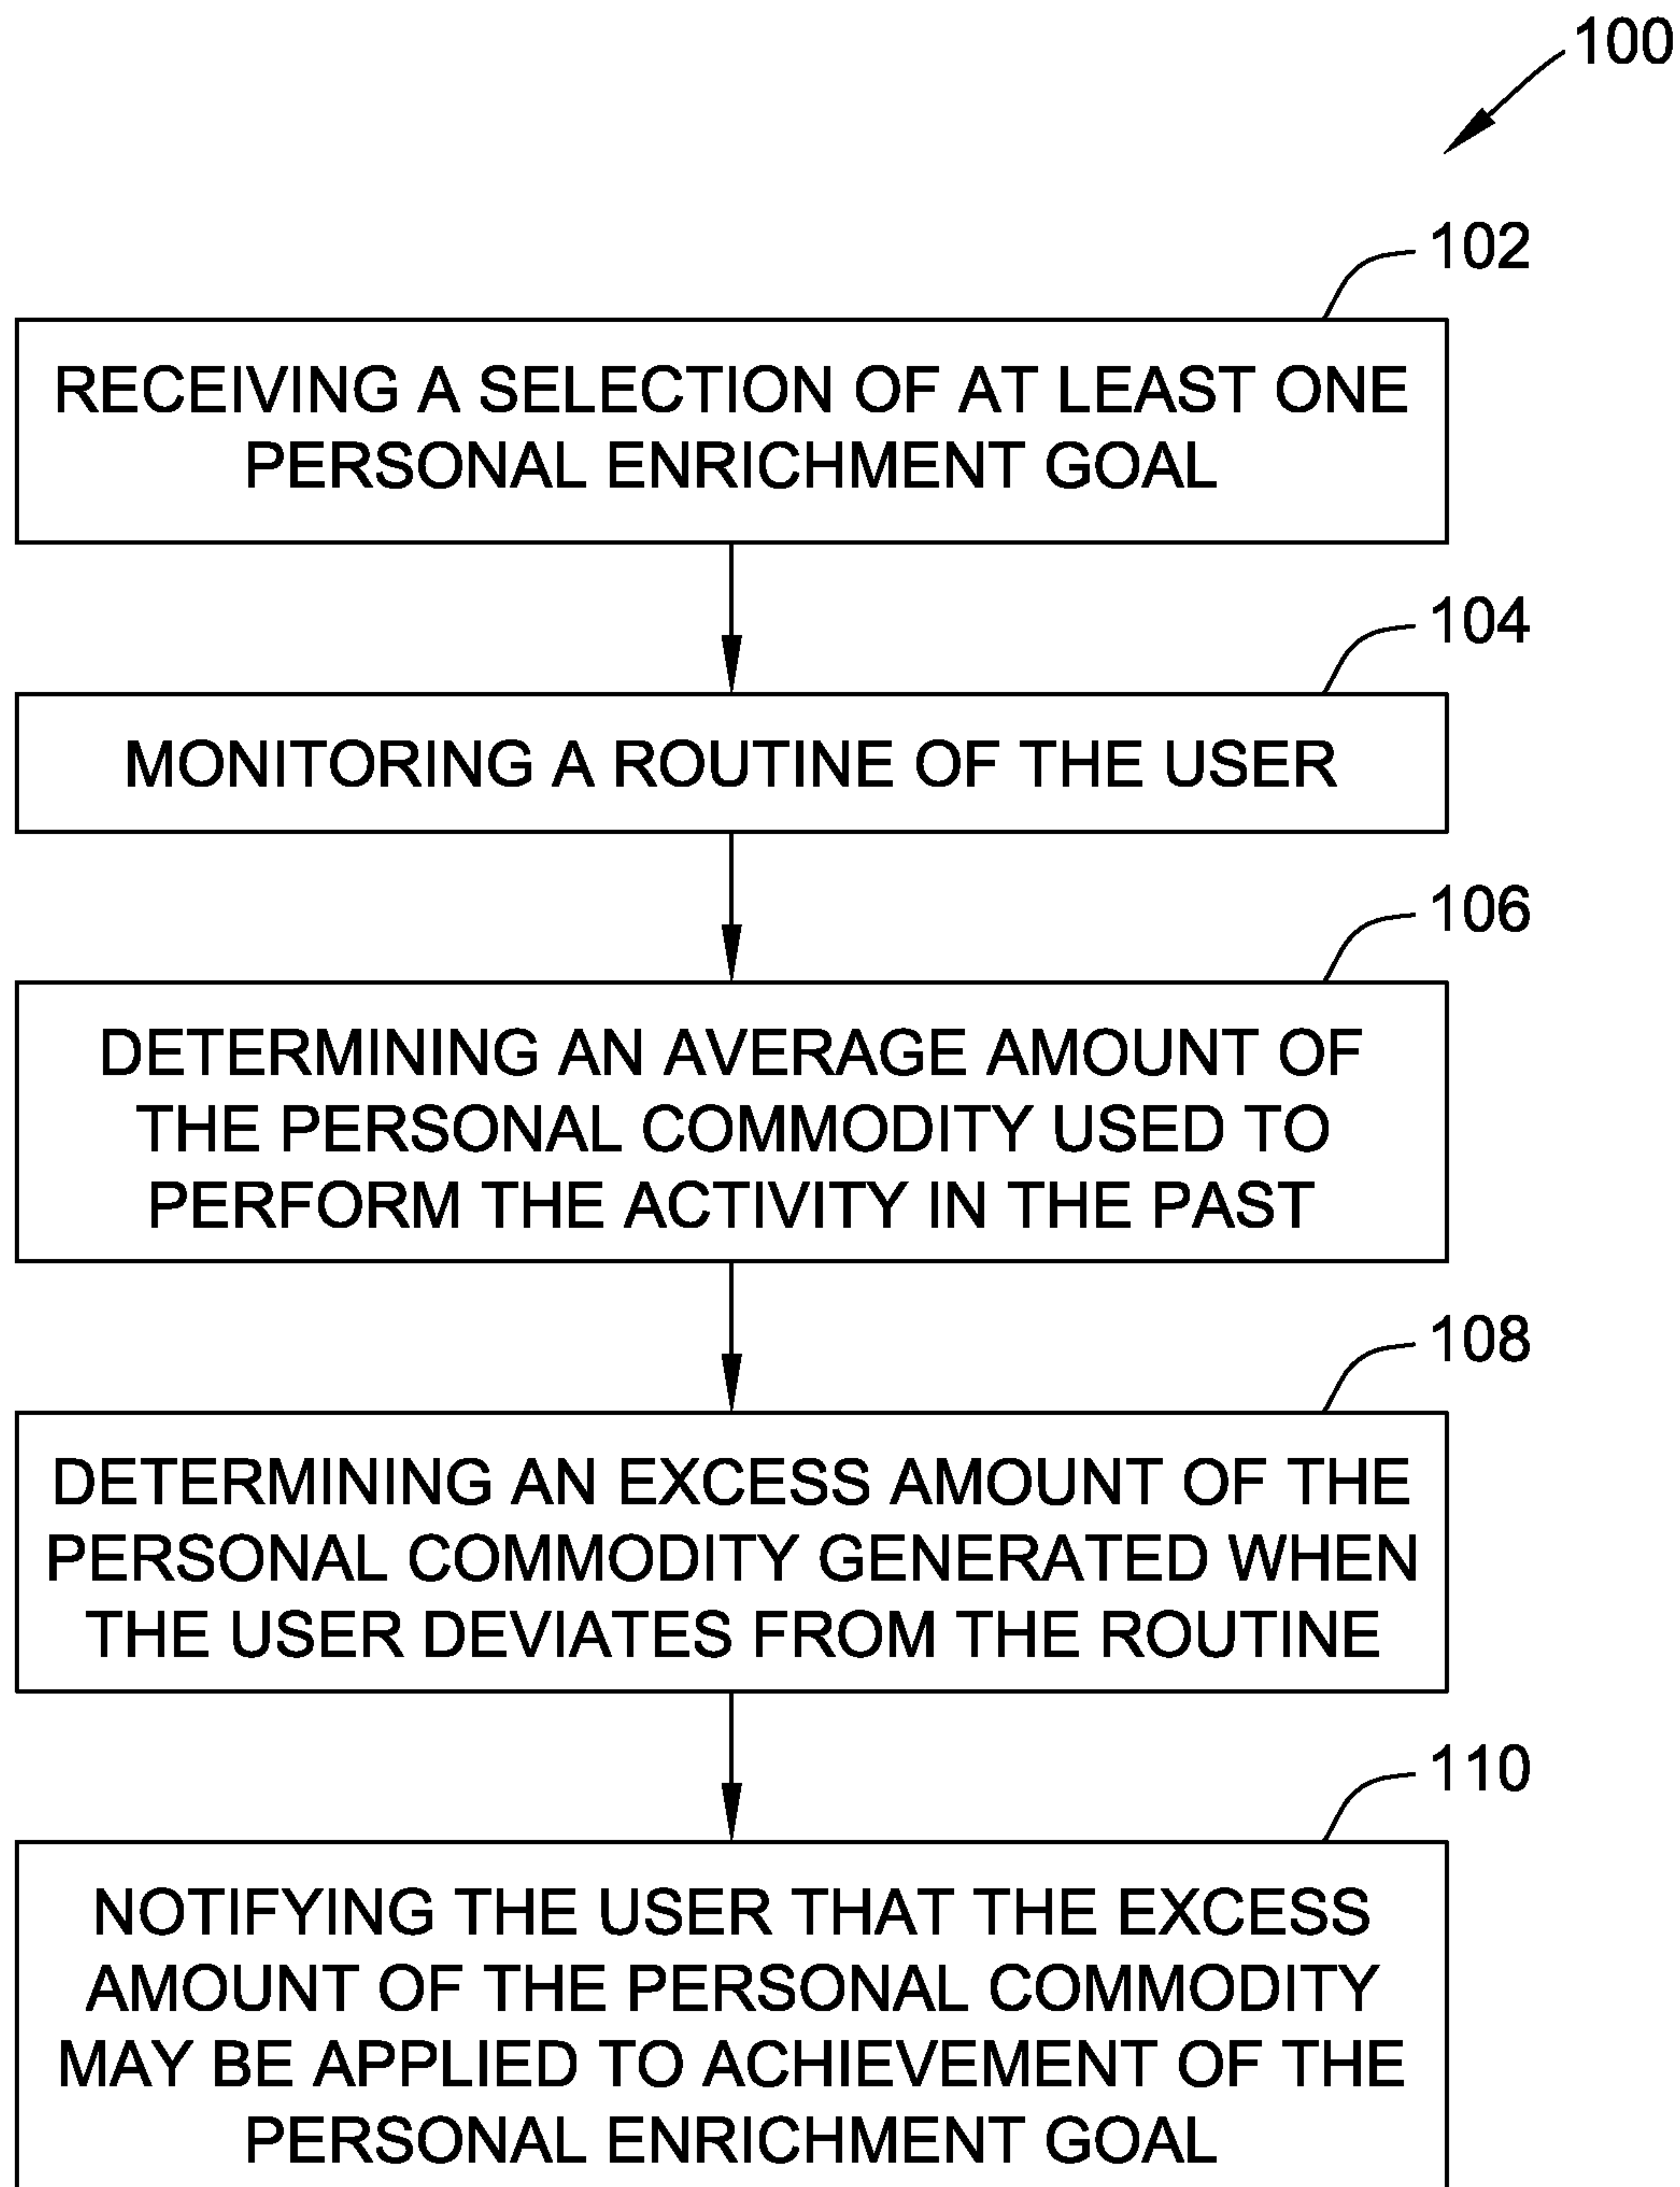 100
102
RECEIVING A SELECTION OF AT LEAST ONE
PERSONAL ENRICHMENT GOAL
104
MONITORING A ROUTINE OF THE USER
106
DETERMINING AN AVERAGE AMOUNT OF
THE PERSONAL COMMODITY USED TO
PERFORM THE ACTIVITY IN THE PAST
108
DETERMINING AN EXCESS AMOUNT OF THE
PERSONAL COMMODITY GENERATED WHEN
THE USER DEVIATES FROM THE ROUTINE
110
NOTIFYING THE USER THAT THE EXCESS
AMOUNT OF THE PERSONAL COMMODITY
MAY BE APPLIED TO ACHIEVEMENT OF THE
PERSONAL ENRICHMENT GOAL